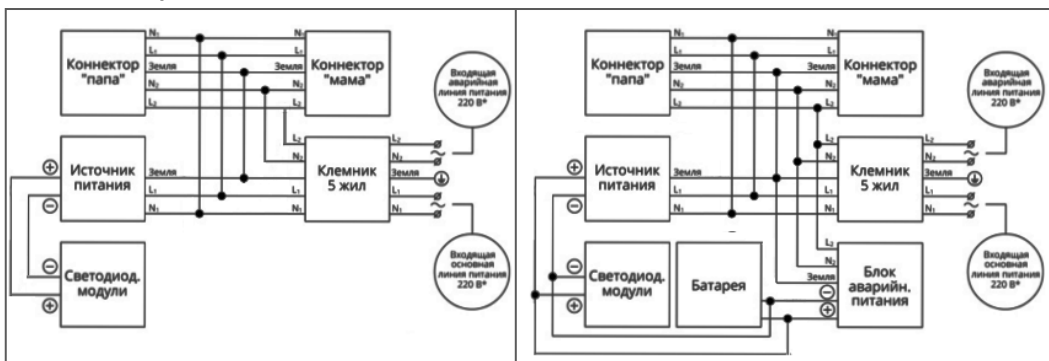 N₁
L₁
Земля
N₂
L₂
Коннектор
"папа"
N₁
L₁
Земля
N₂
L₂
Коннектор
"мама"
Входящая
аварийная
линия питания
220 В*
Источник
питания
Земля
L₁
N₁
L₂
N₂
L₁
N₁
Клемник
5 жил
L₂
N₂
Земля
L₁
N₁
Светодиод.
модули
Входящая
основная
линия питания
220 В*
N₁
L₁
Земля
N₂
L₂
Коннектор
"папа"
N₁
L₁
Земля
N₂
L₂
Коннектор
"мама"
Входящая
аварийная
линия питания
220 В*
Источник
питания
Земля
L₁
N₁
L₂
N₂
L₁
N₁
Клемник
5 жил
L₂
N₂
Земля
L₁
N₁
Светодиод.
модули
Батарея
L₂
N₂
Земля
Блок
аварийн.
питания
Входящая
основная
линия питания
220 В*